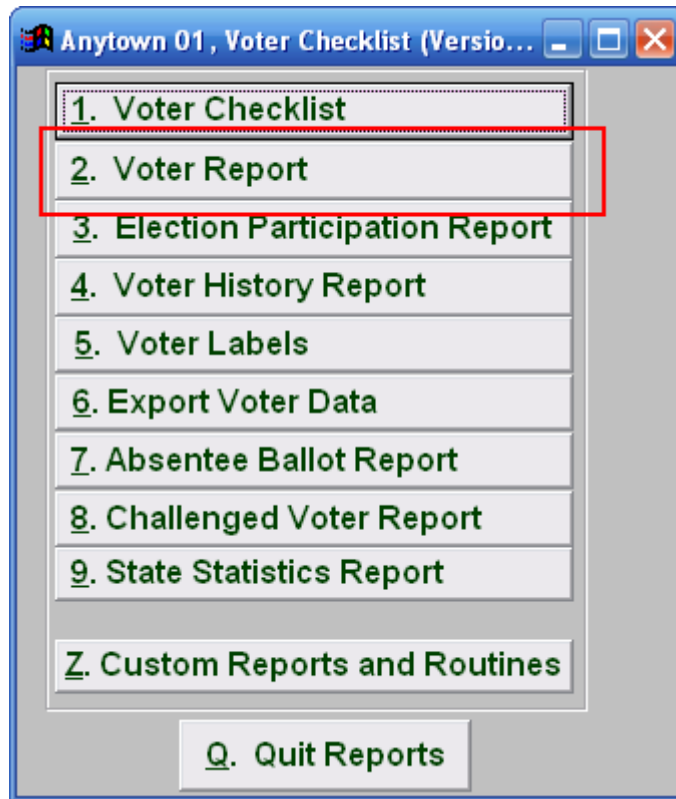 Anytown 01, Voter Checklist (Versio...
1. Voter Checklist
2. Voter Report
3. Election Participation Report
4. Voter History Report
5. Voter Labels
6. Export Voter Data
7. Absentee Ballot Report
8. Challenged Voter Report
9. State Statistics Report
Z. Custom Reports and Routines
Q. Quit Reports